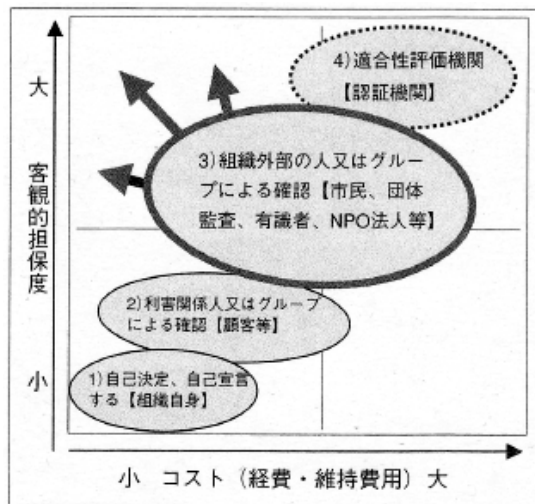 4)適合性評価機関
【認証機関】
3)組織外部の人又はグルー
プによる確認【市民、団体
監査、有識者、NPO法人等】
2)利害関係人又はグループ
による確認【顧客等】
1)自己決定、自己宣言
する【組織自身】
大
客観的担保度
小
小 コスト(経費・維持費用)大